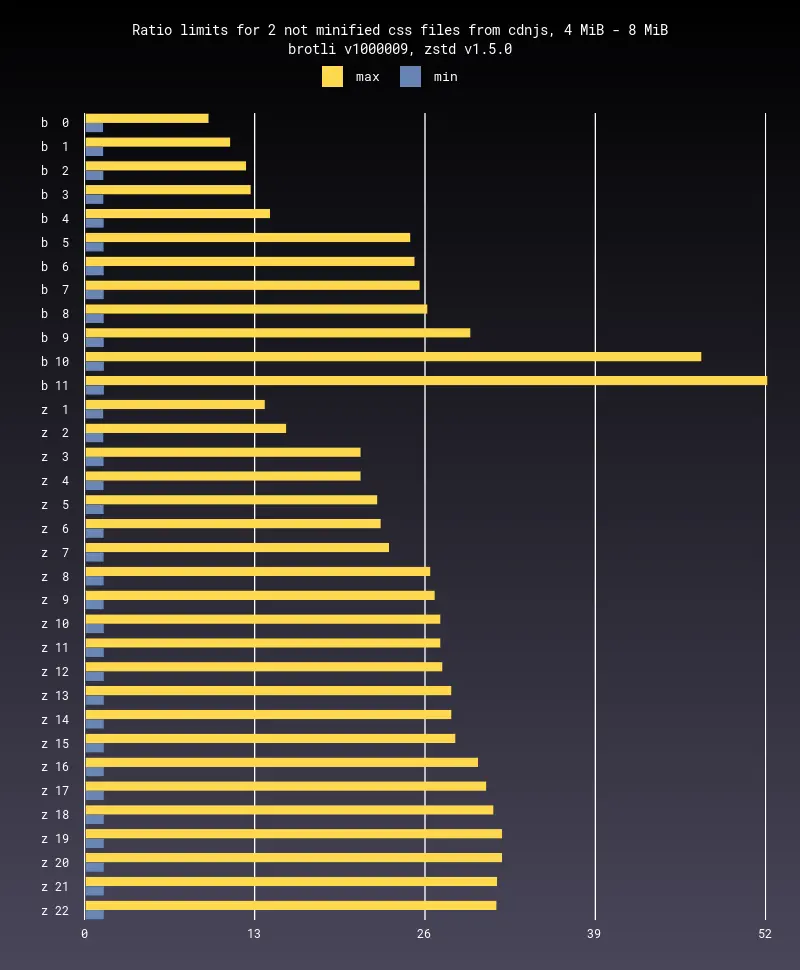 Ratio limits for 2 not minified css files from cdnjs, 4 MiB - 8 MiB
brotli v1000009, zstd v1.5.0
max min
b 0
b 1
b 2
b 3
b 4
b 5
b 6
b 7
b 8
b 9
b 10
b 11
z 1
z 2
z 3
z 4
z 5
z 6
z 7
z 8
z 9
z 10
z 11
z 12
z 13
z 14
z 15
z 16
z 17
z 18
z 19
z 20
z 21
z 22
0 13 26 39 52